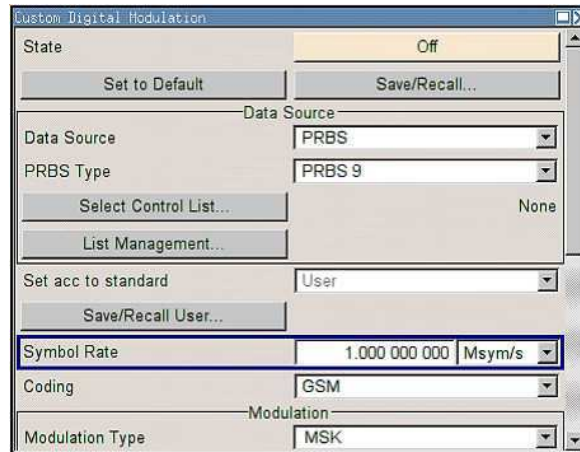 Custom Digital Modulation
State Off
Set to Default Save/Recall...
Data Source
Data Source PRBS
PRBS Type PRBS 9
Select Control List... None
List Management...
Set acc to standard User
Save/Recall User...
Symbol Rate 1.000 000 000 Msym/s
Coding GSM
Modulation
Modulation Type MSK